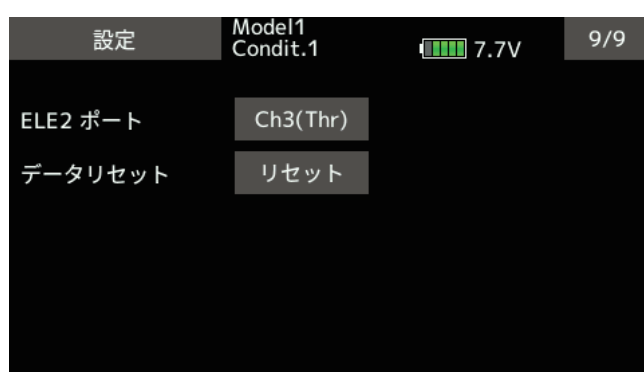 設定
Model1
Condit.1
7.7V
9/9
ELE2 ポート
Ch3(Thr)
データリセット
リセット